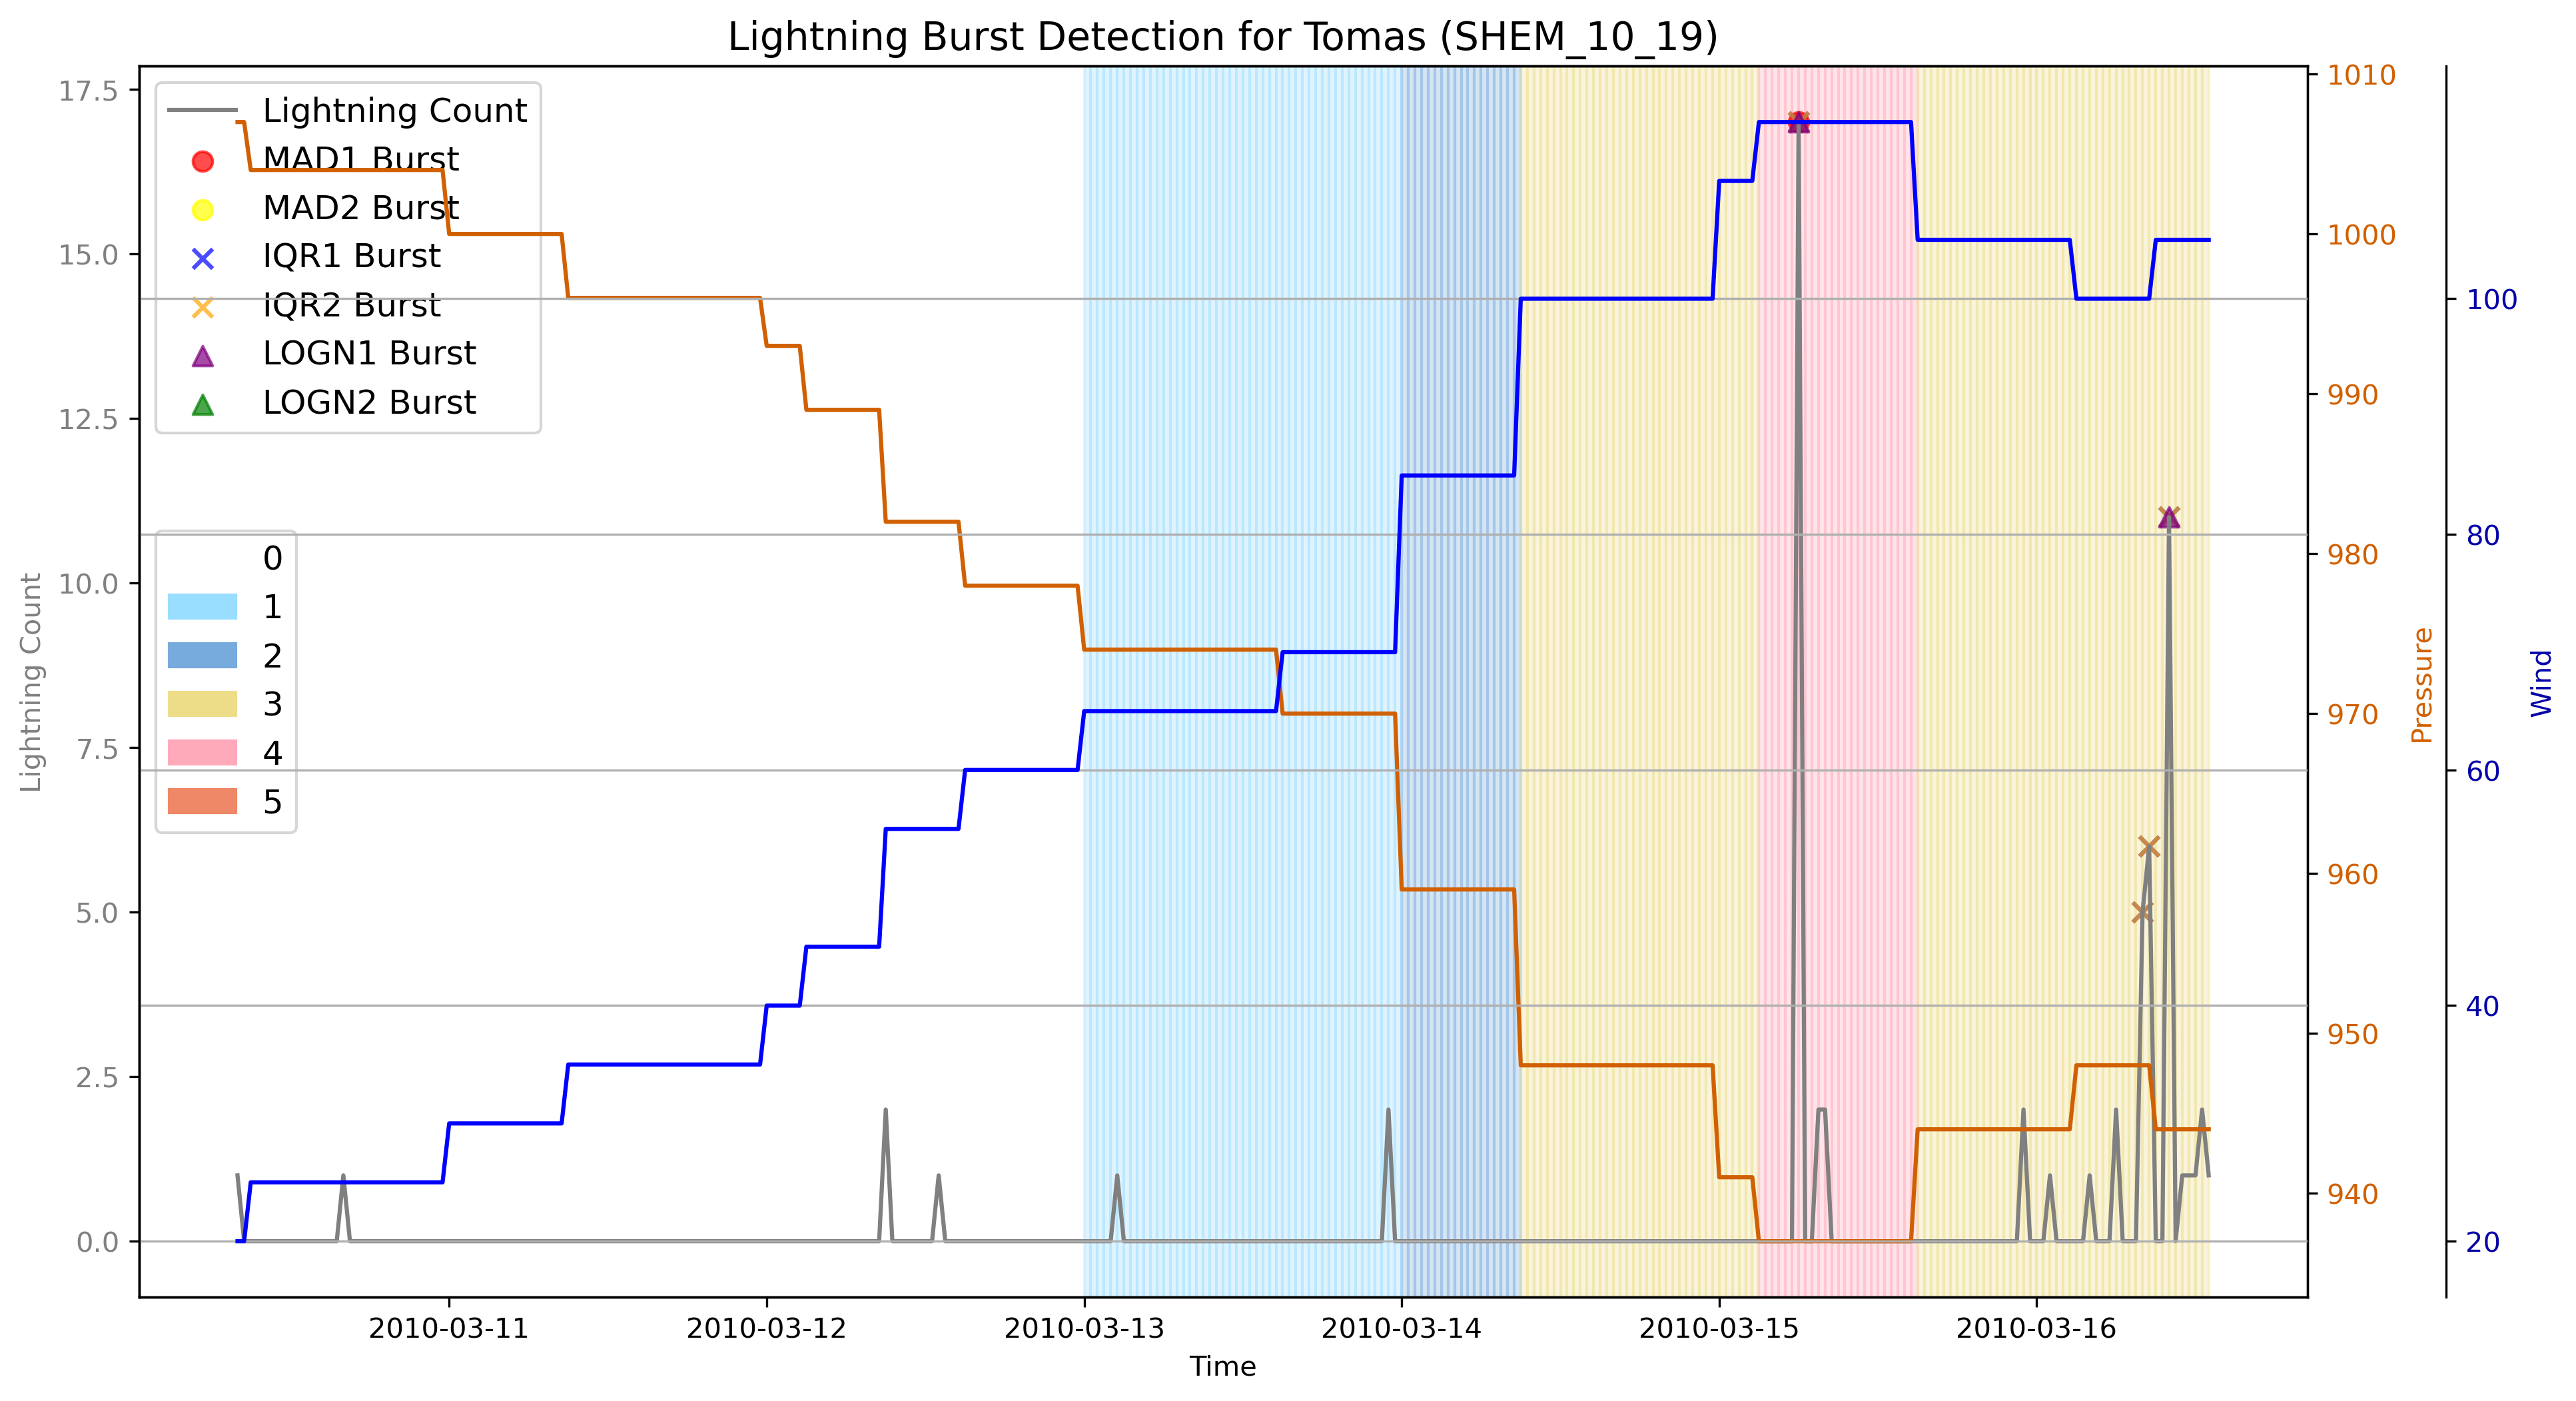 Lightning Burst Detection for Tomas (SHEM_10_19)
Lightning Count
MAD1 Burst
MAD2 Burst
IQR1 Burst
IQR2 Burst
LOGN1 Burst
LOGN2 Burst
0
1
2
3
4
5
17.5
15.0
12.5
10.0
7.5
5.0
2.5
0.0
Lightning Count
1010
1000
990
980
970
960
950
940
Pressure
100
80
60
40
20
Wind
2010-03-11
2010-03-12
2010-03-13
2010-03-14
2010-03-15
2010-03-16
Time